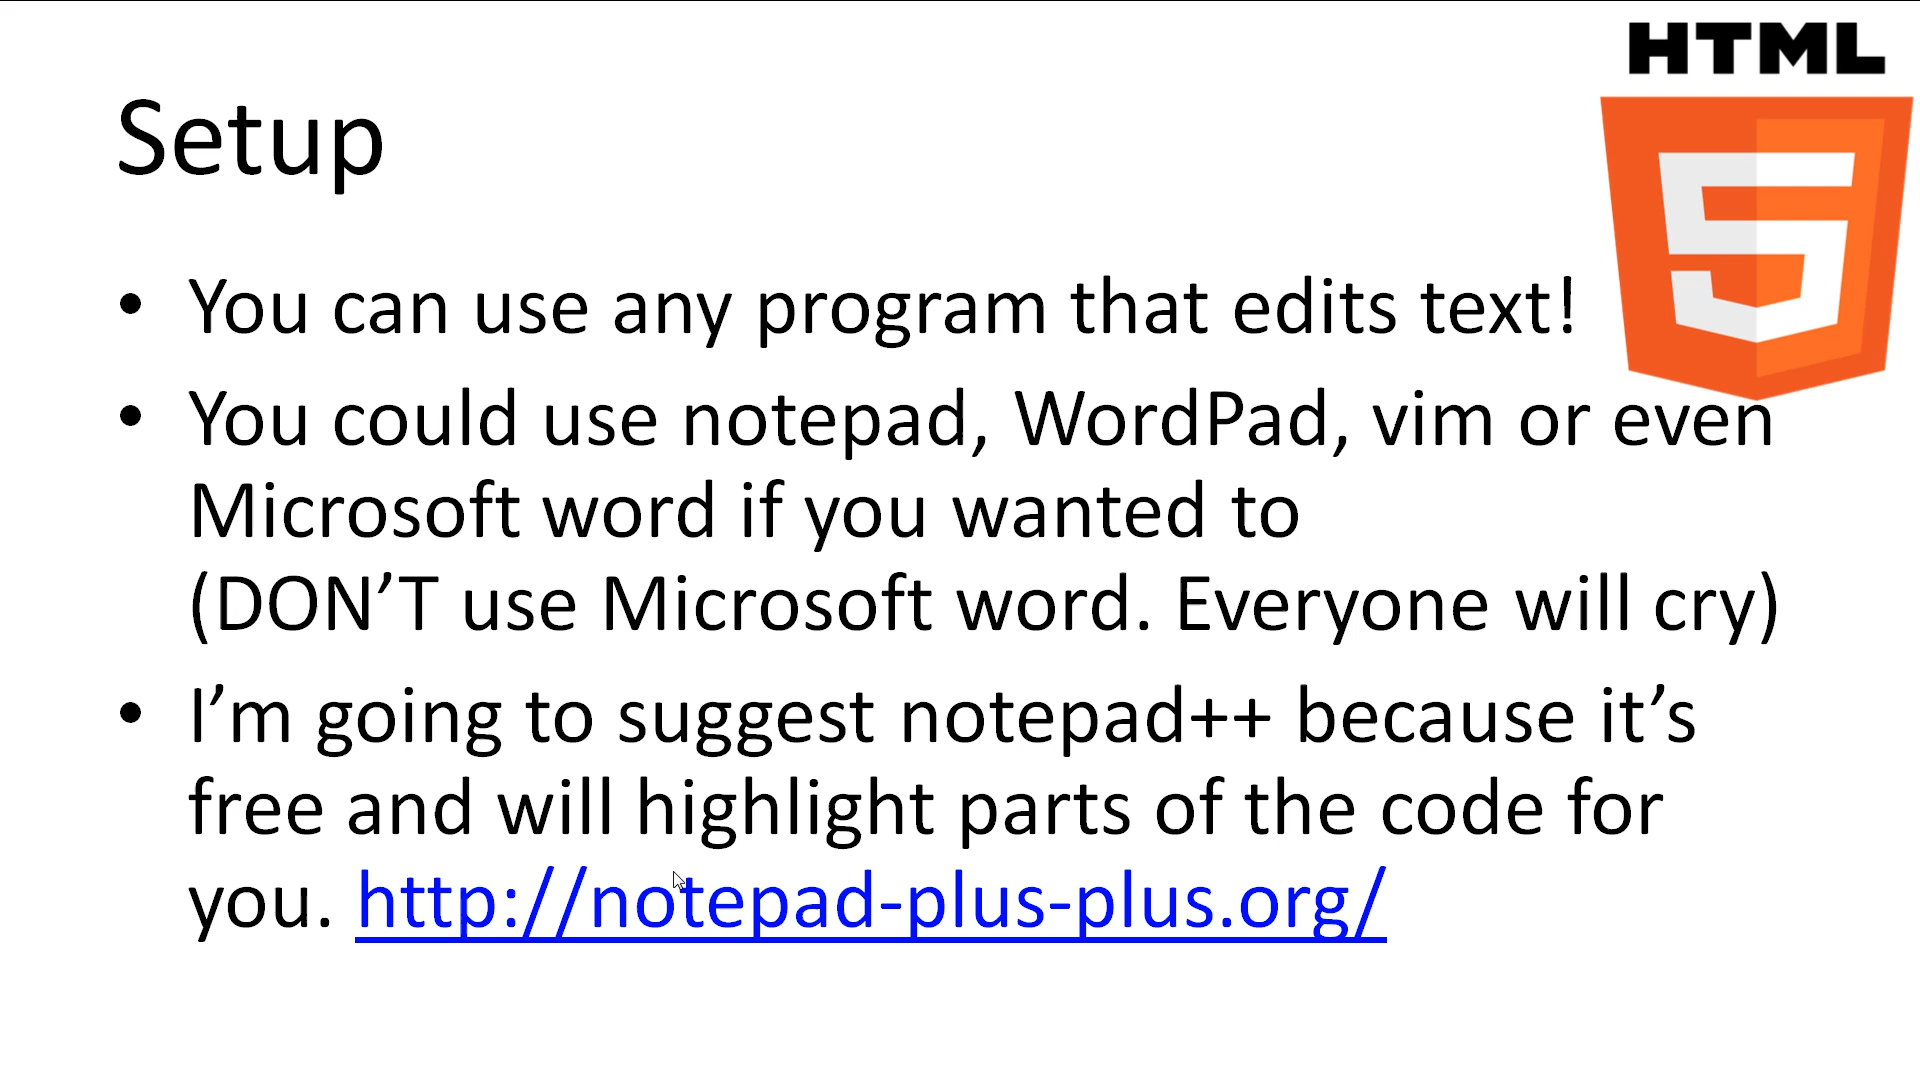 HTML
5
Setup
• You can use any program that edits text!
• You could use notepad, WordPad, vim or even
Microsoft word if you wanted to
(DON’T use Microsoft word. Everyone will cry)
• I’m going to suggest notepad++ because it’s
free and will highlight parts of the code for
you. http://notepad-plus-plus.org/